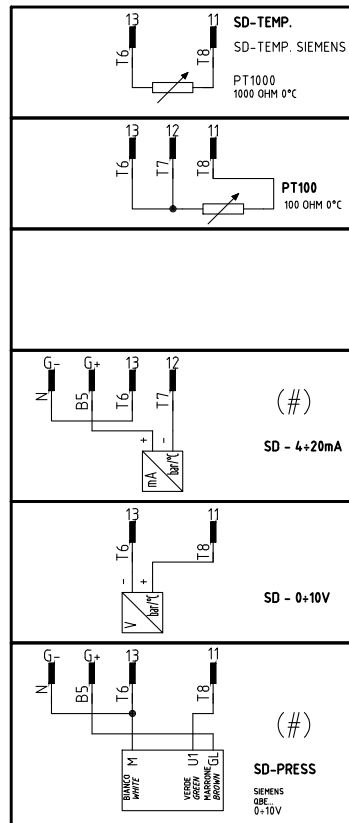 13 11 SD-TEMP.
T6 T8 SD-TEMP. SIEMENS
PT1000
1000 OHM 0°C
13 12 11
T6 T7 T8
PT100
100 OHM 0°C
G- G+ 13 12
N B5 T6 T7
(#)
+ -
mA bar/°C
SD - 4÷20mA
13 11
T6 T8
- +
V bar/°C
SD - 0÷10V
G- G+ 13 11
N B5 T6 T8
(#)
M U1 GL
BIANCO VERDE MARRONE
WHITE GREEN BROWN
SD-PRESS
SIEMENS
QBE...
0÷10V